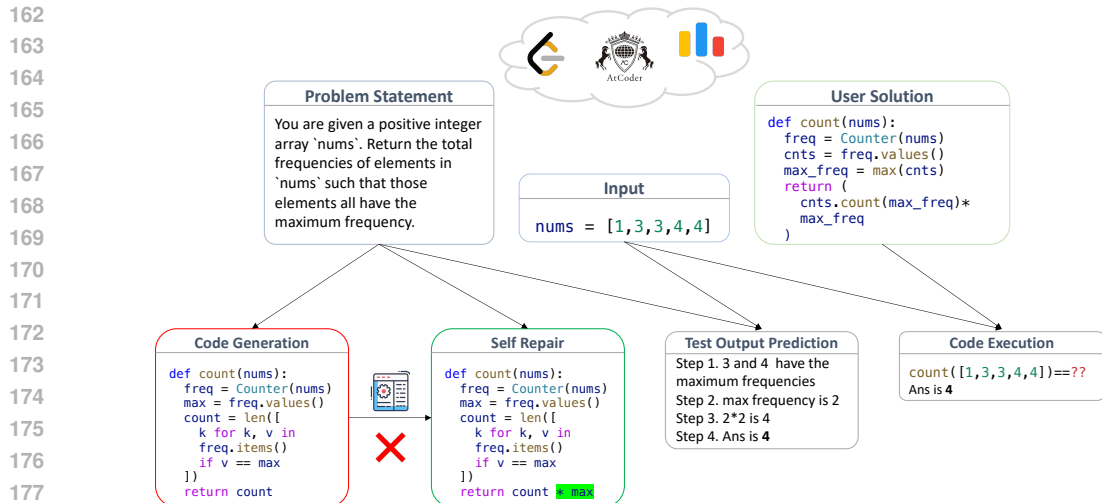 162
163
164
165
166
167
168
169
170
171
172
173
174
175
176
177
AtCoder
Problem Statement
You are given a positive integer
array `nums`. Return the total
frequencies of elements in
`nums` such that those
elements all have the
maximum frequency.
Input
nums = [1,3,3,4,4]
User Solution
def count(nums):
freq = Counter(nums)
cnts = freq.values()
max_freq = max(cnts)
return (
cnts.count(max_freq)*
max_freq
)
Code Generation
def count(nums):
freq = Counter(nums)
max = freq.values()
count = len([
k for k, v in
freq.items()
if v == max
])
return count
Self Repair
def count(nums):
freq = Counter(nums)
max = freq.values()
count = len([
k for k, v in
freq.items()
if v == max
])
return count * max
Test Output Prediction
Step 1. 3 and 4 have the
maximum frequencies
Step 2. max frequency is 2
Step 3. 2*2 is 4
Step 4. Ans is 4
Code Execution
count([1,3,3,4,4])==??
Ans is 4